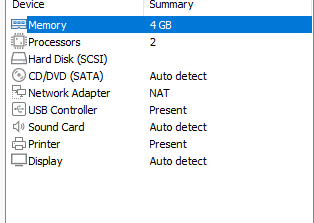 Device Summary
Memory 4 GB
Processors 2
Hard Disk (SCSI)
CD/DVD (SATA) Auto detect
Network Adapter NAT
USB Controller Present
Sound Card Auto detect
Printer Present
Display Auto detect